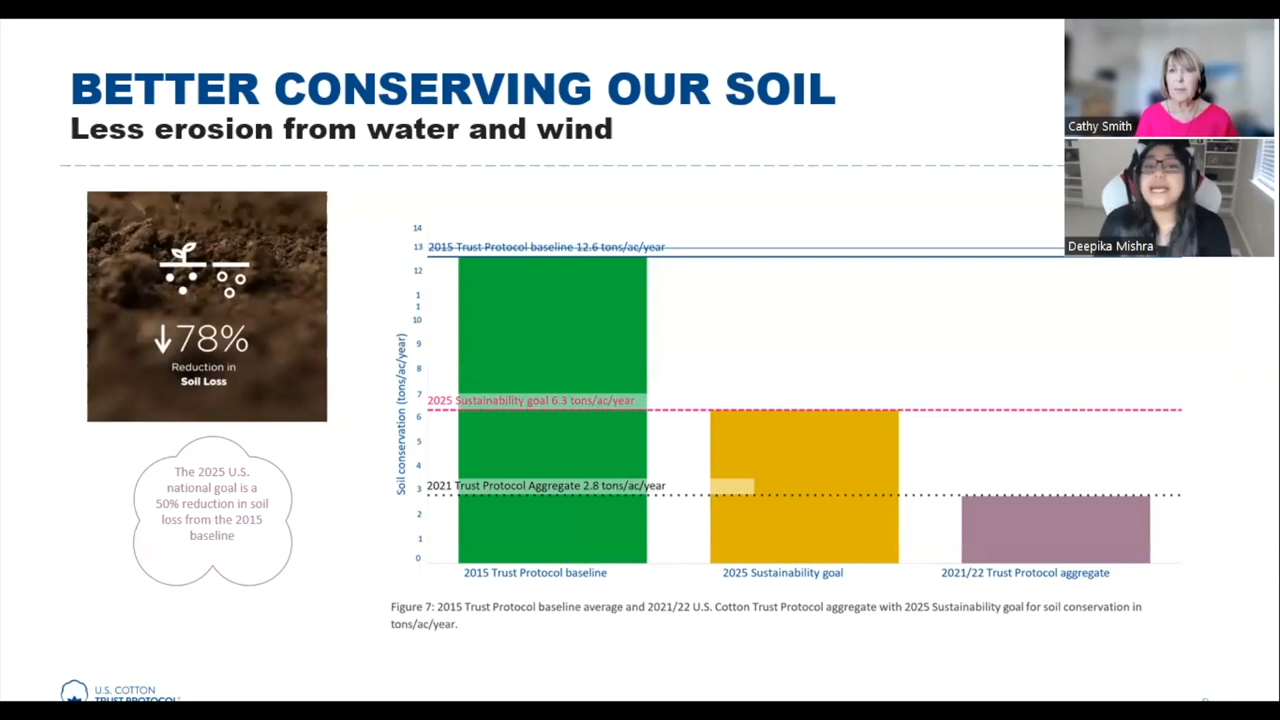 BETTER CONSERVING OUR SOIL
Less erosion from water and wind
Cathy Smith
Deepika Mishra
↓78%
Reduction in
Soil Loss
The 2025 U.S.
national goal is a
50% reduction in soil
loss from the 2015
baseline
Soil conservation (tons/ac/year)
14
13
12
1
1
10
9
8
7
6
5
4
3
2
1
0
2015 Trust Protocol baseline 12.6 tons/ac/year
2025 Sustainability goal 6.3 tons/ac/year
2021 Trust Protocol Aggregate 2.8 tons/ac/year
2015 Trust Protocol baseline
2025 Sustainability goal
2021/22 Trust Protocol aggregate
Figure 7: 2015 Trust Protocol baseline average and 2021/22 U.S. Cotton Trust Protocol aggregate with 2025 Sustainability goal for soil conservation in
tons/ac/year.
U.S. COTTON
TRUST PROTOCOL